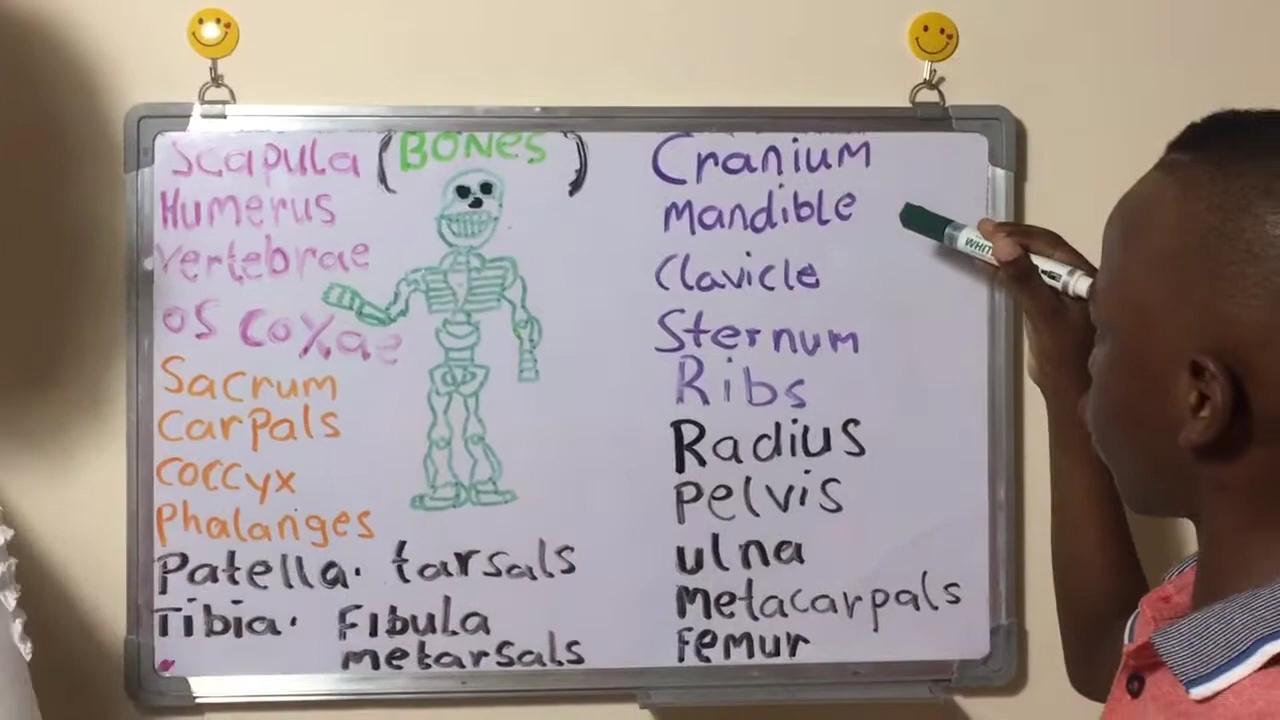 (BONES)
Scapula
Humerus
Vertebrae
os Coxae
Sacrum
Carpals
coccyx
Phalanges
Patella. tarsals
Tibia. Fibula
metarsals
Cranium
Mandible
Clavicle
Sternum
Ribs
Radius
Pelvis
ulna
Metacarpals
Femur
WHIT